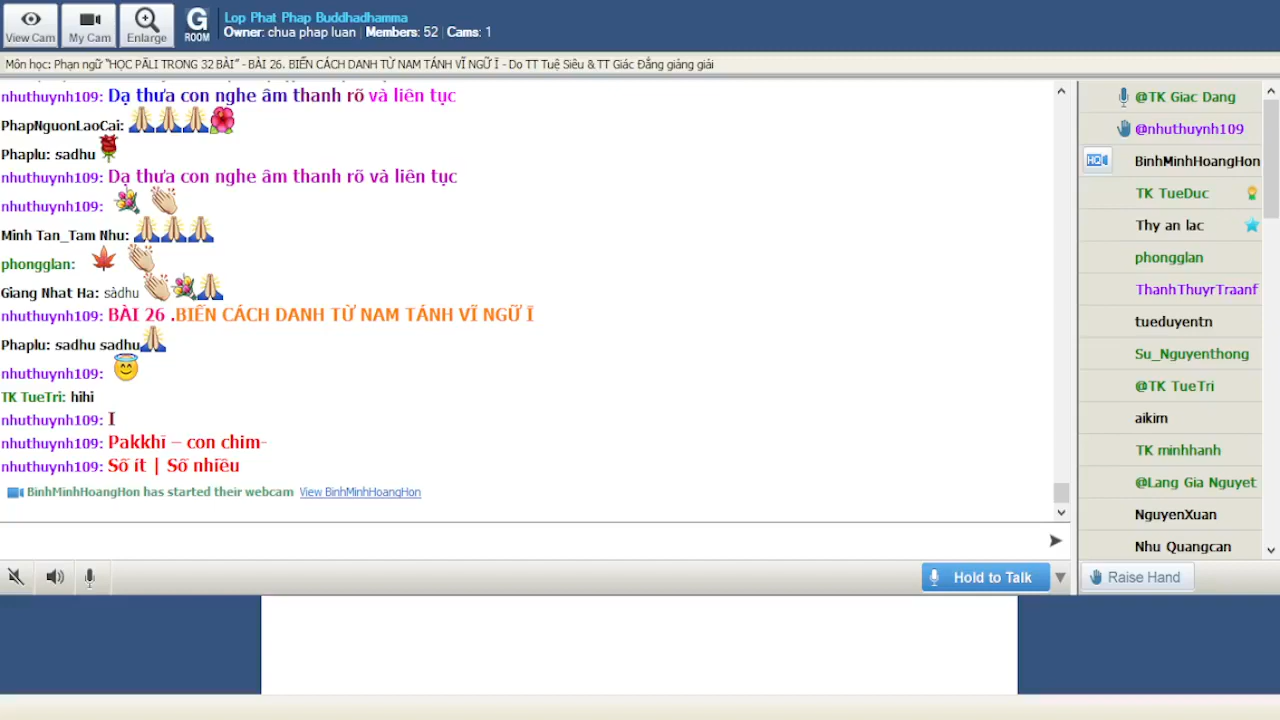 View Cam
My Cam
Enlarge
G
ROOM
Lop Phat Phap Buddhadhamma
Owner: chua phap luan | Members: 52 | Cams: 1
Môn học: Phạn ngữ "HỌC PĀLI TRONG 32 BÀI" - BÀI 26. BIẾN CÁCH DANH TỪ NAM TÁNH VĨ NGỮ Ī - Do TT Tuệ Siêu & TT Giác Đẳng giảng giải
nhuthuynh109: Dạ thưa con nghe âm thanh rõ và liên tục
PhapNguonLaoCai:
Phaplu: sadhu
nhuthuynh109: Dạ thưa con nghe âm thanh rõ và liên tục
nhuthuynh109:
Minh Tan_Tam Nhu:
phongglan:
Giang Nhat Ha: sàdhu
nhuthuynh109: BÀI 26 .BIẾN CÁCH DANH TỪ NAM TÁNH VĨ NGỮ Ī
Phaplu: sadhu sadhu
nhuthuynh109:
TK TueTri: hihi
nhuthuynh109: I
nhuthuynh109: Pakkhī – con chim-
nhuthuynh109: Số ít | Số nhiều
BinhMinhHoangHon has started their webcam View BinhMinhHoangHon
Hold to Talk
@TK Giac Dang
@nhuthuynh109
HQ
BinhMinhHoangHon
TK TueDuc
Thy an lac
phongglan
ThanhThuyrTraanf
tueduyentn
Su_Nguyenthong
@TK TueTri
aikim
TK minhhanh
@Lang Gia Nguyet
NguyenXuan
Nhu Quangcan
Raise Hand